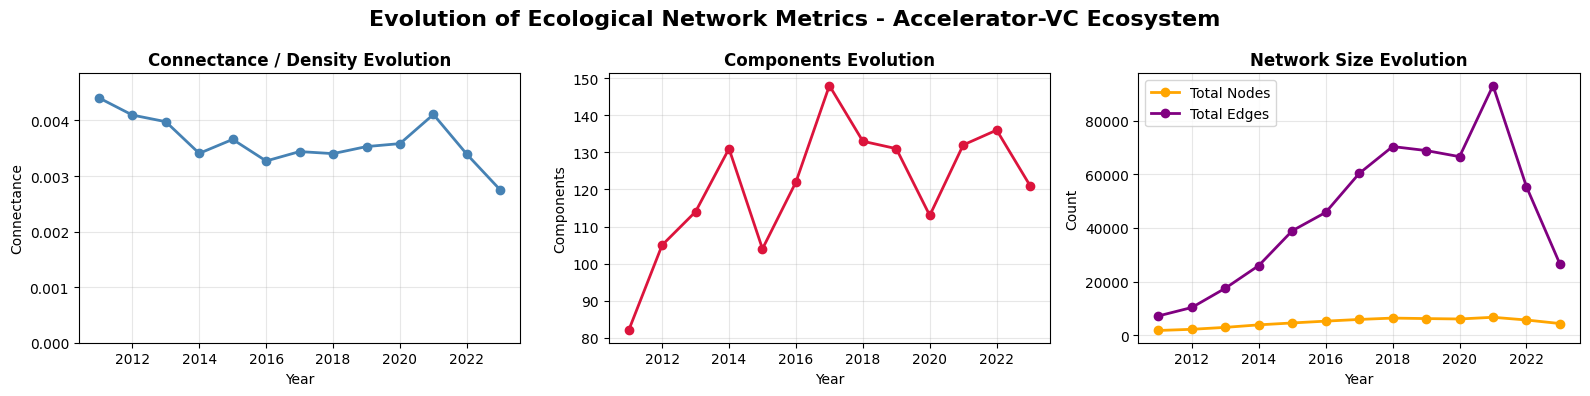 Evolution of Ecological Network Metrics - Accelerator-VC Ecosystem
Connectance / Density Evolution
Connectance
0.004
0.003
0.002
0.001
0.000
2012 2014 2016 2018 2020 2022
Year
Components Evolution
Components
150
140
130
120
110
100
90
80
2012 2014 2016 2018 2020 2022
Year
Network Size Evolution
Total Nodes
Total Edges
Count
80000
60000
40000
20000
0
2012 2014 2016 2018 2020 2022
Year